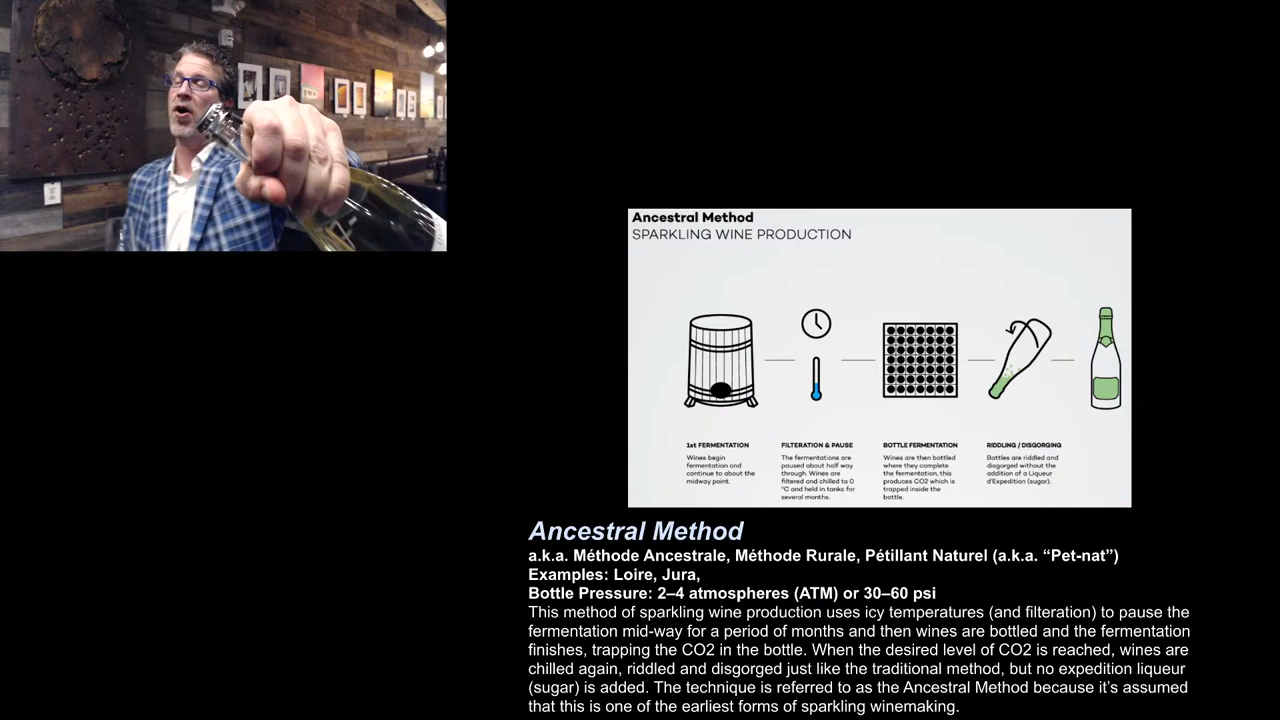 Ancestral Method
SPARKLING WINE PRODUCTION
1st FERMENTATION
Wines begin
fermentation and
continue to about the
midway point.
FILTERATION & PAUSE
The fermentations are
paused about half way
through. Wines are
filtered and chilled to 0
°C and held in tanks for
several months.
BOTTLE FERMENTATION
Wines are then bottled
where they complete
the fermentation, this
produces CO2 which is
trapped inside the
bottle.
RIDDLING / DISGORGING
Bottles are riddled and
disgorged without the
addition of a Liqueur
d'Expedition (sugar).
Ancestral Method
a.k.a. Méthode Ancestrale, Méthode Rurale, Pétillant Naturel (a.k.a. “Pet-nat”)
Examples: Loire, Jura,
Bottle Pressure: 2–4 atmospheres (ATM) or 30–60 psi
This method of sparkling wine production uses icy temperatures (and filteration) to pause the
fermentation mid-way for a period of months and then wines are bottled and the fermentation
finishes, trapping the CO2 in the bottle. When the desired level of CO2 is reached, wines are
chilled again, riddled and disgorged just like the traditional method, but no expedition liqueur
(sugar) is added. The technique is referred to as the Ancestral Method because it’s assumed
that this is one of the earliest forms of sparkling winemaking.